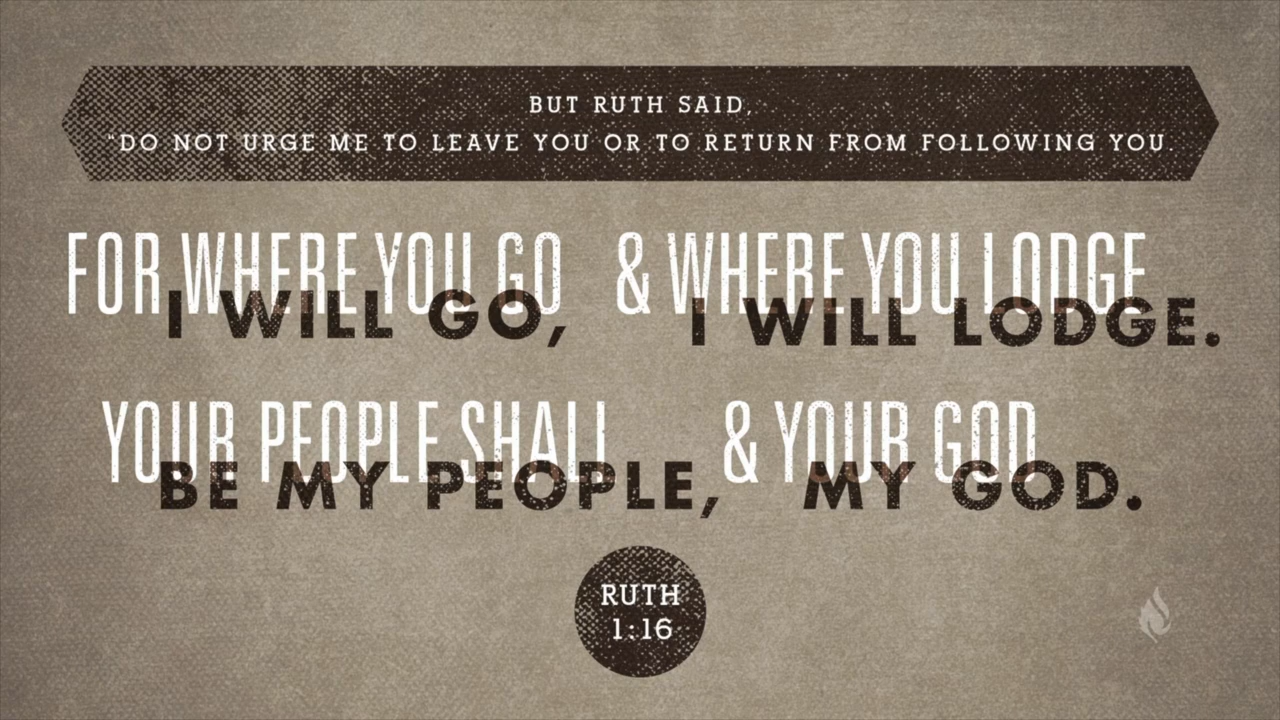 BUT RUTH SAID,
"DO NOT URGE ME TO LEAVE YOU OR TO RETURN FROM FOLLOWING YOU.
FOR WHERE YOU GO & WHERE YOU LODGE
I WILL GO, I WILL LODGE.
YOUR PEOPLE SHALL & YOUR GOD
BE MY PEOPLE, MY GOD.
RUTH
1:16